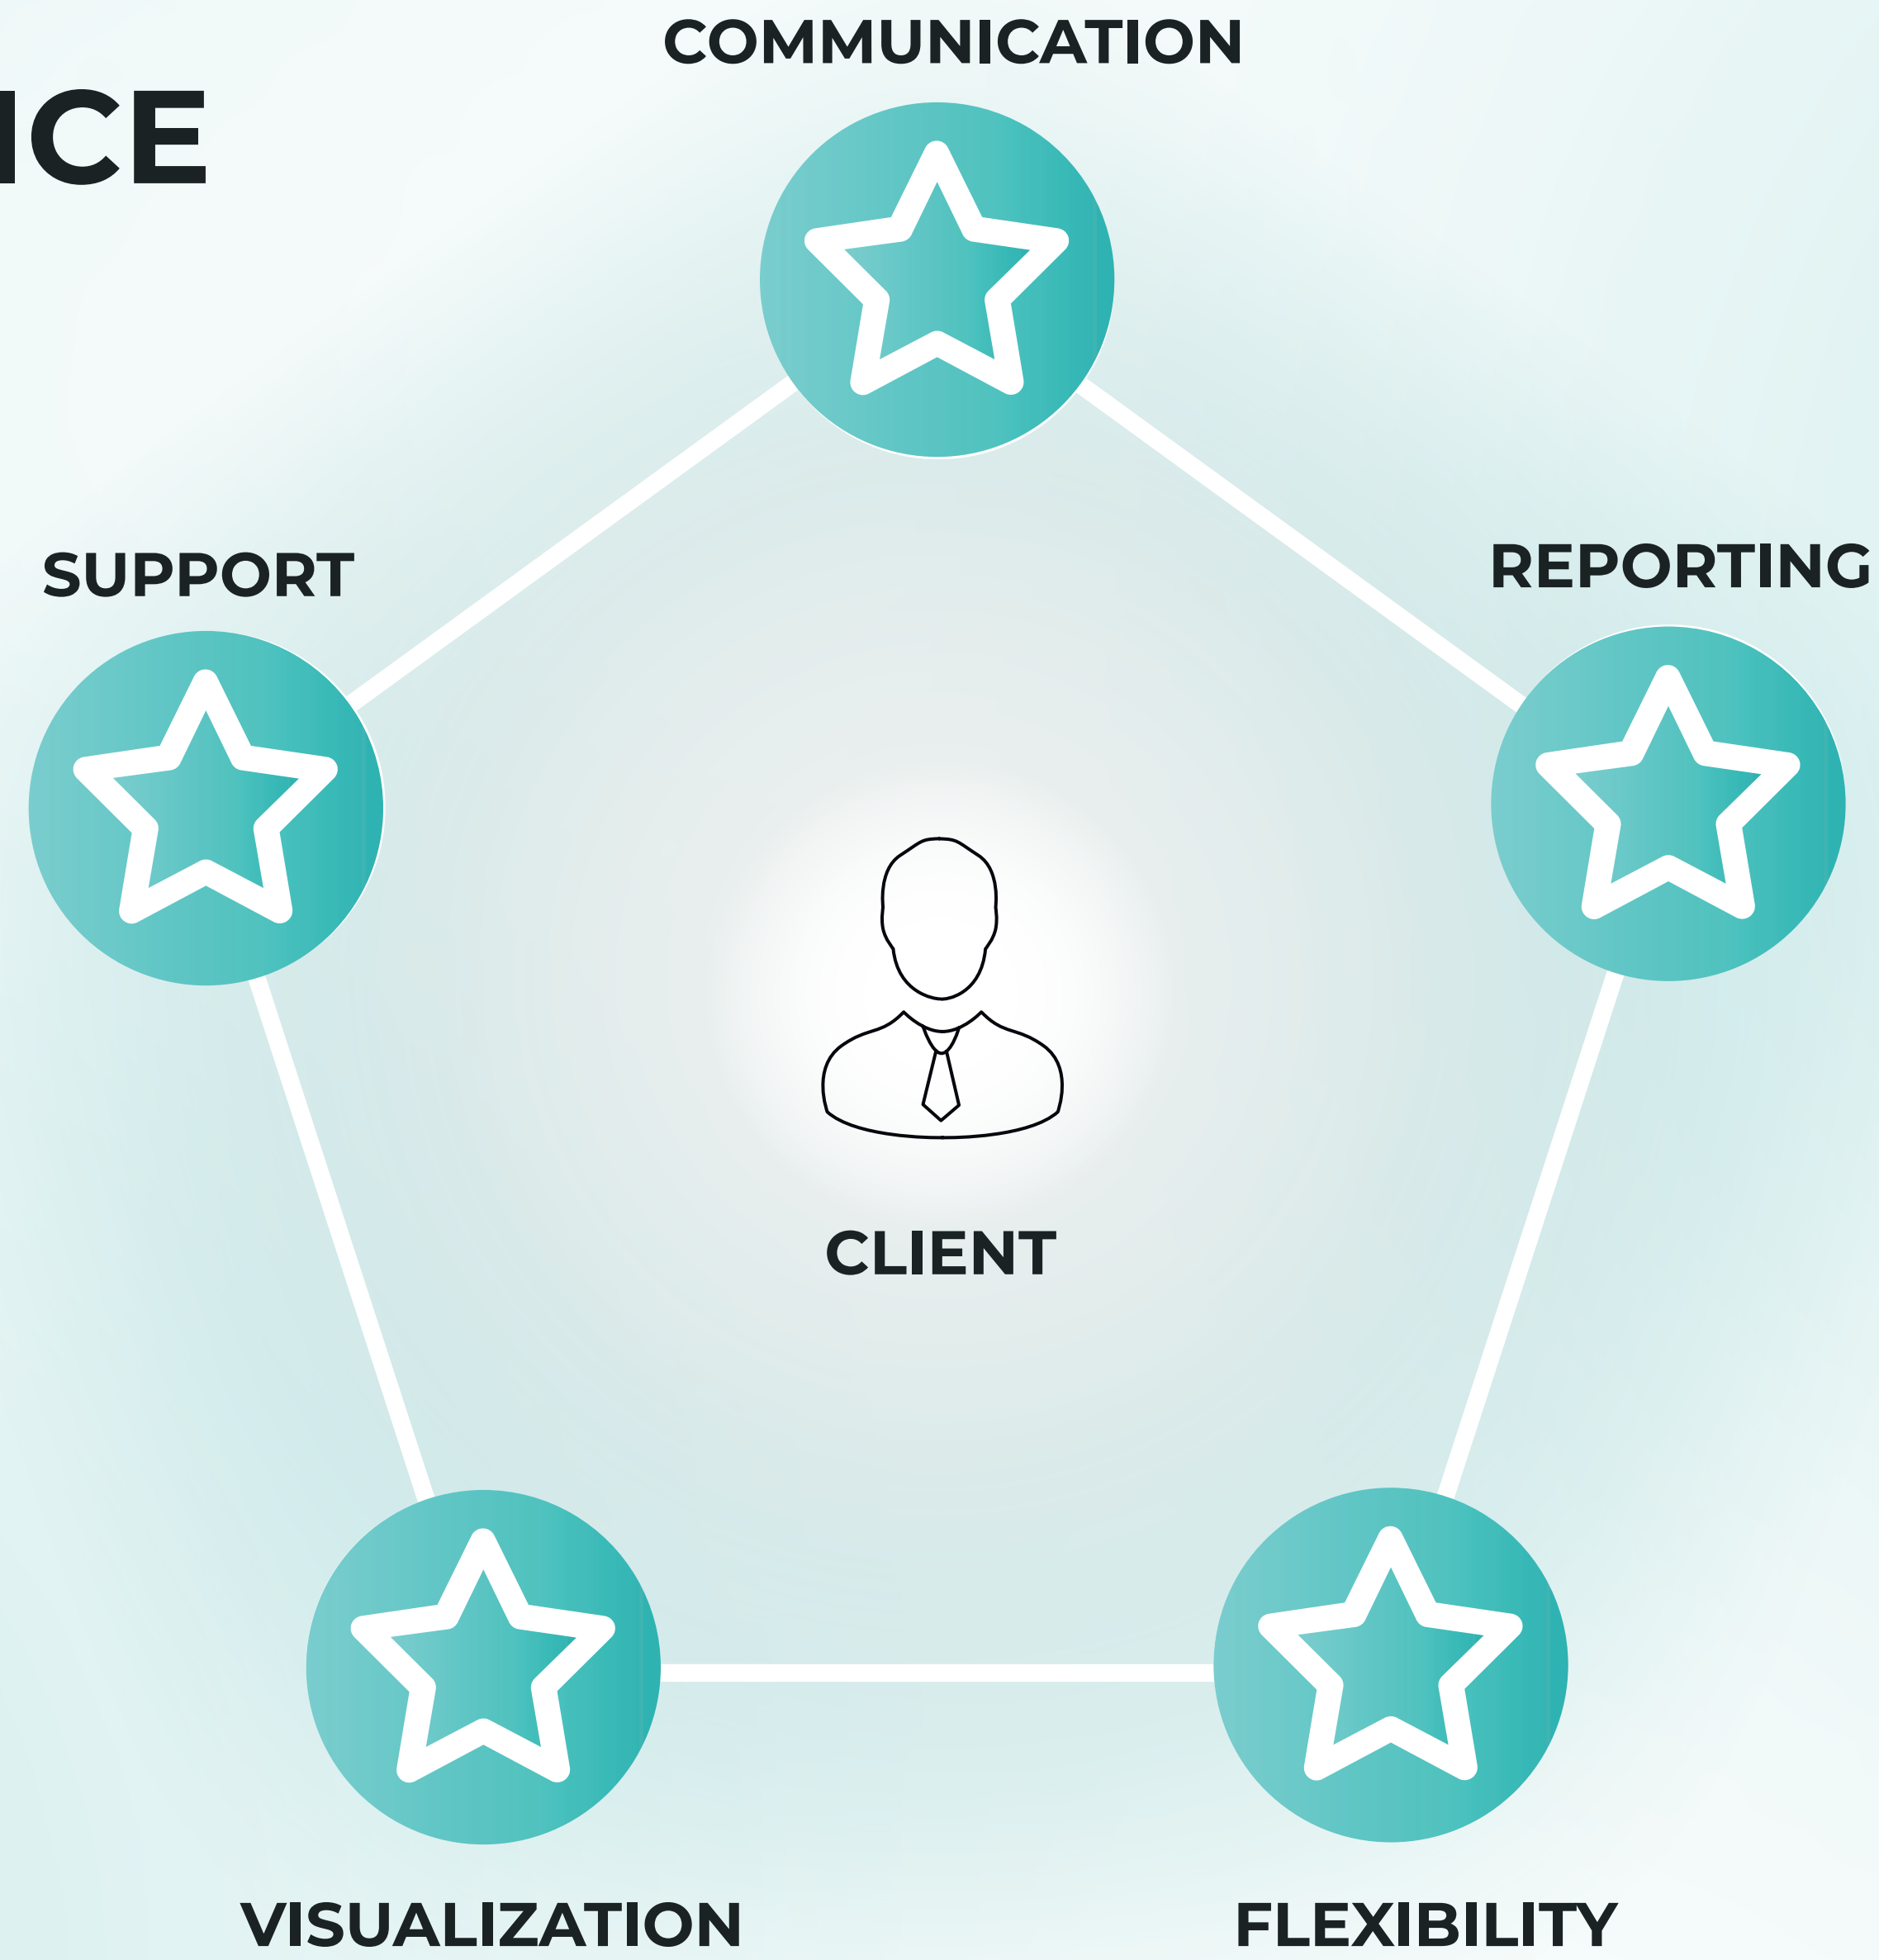 COMMUNICATION
ICE
SUPPORT
REPORTING
CLIENT
VISUALIZATION
FLEXIBILITY